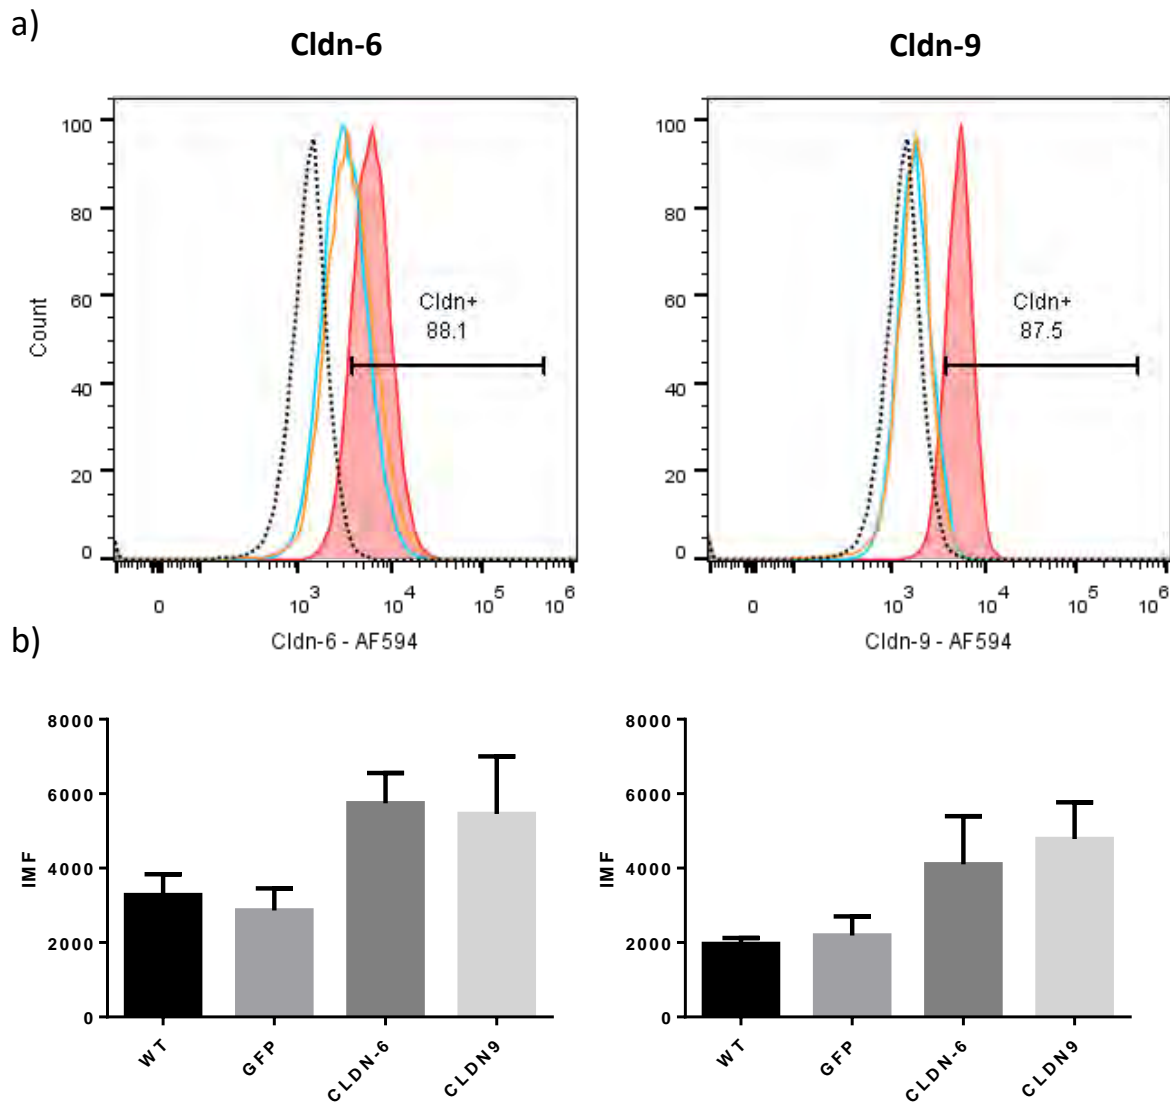 a)
Cldn-6
Cldn-9
100
80
60
40
20
0
Count
Cldn+
88.1
0
10^3
10^4
10^5
10^6
Cldn-6 - AF594
100
80
60
40
20
0
Cldn+
87.5
0
10^3
10^4
10^5
10^6
Cldn-9 - AF594
b)
8000
6000
4000
2000
0
IMF
WT
GFP
CLDN-6
CLDN9
8000
6000
4000
2000
0
IMF
WT
GFP
CLDN-6
CLDN9